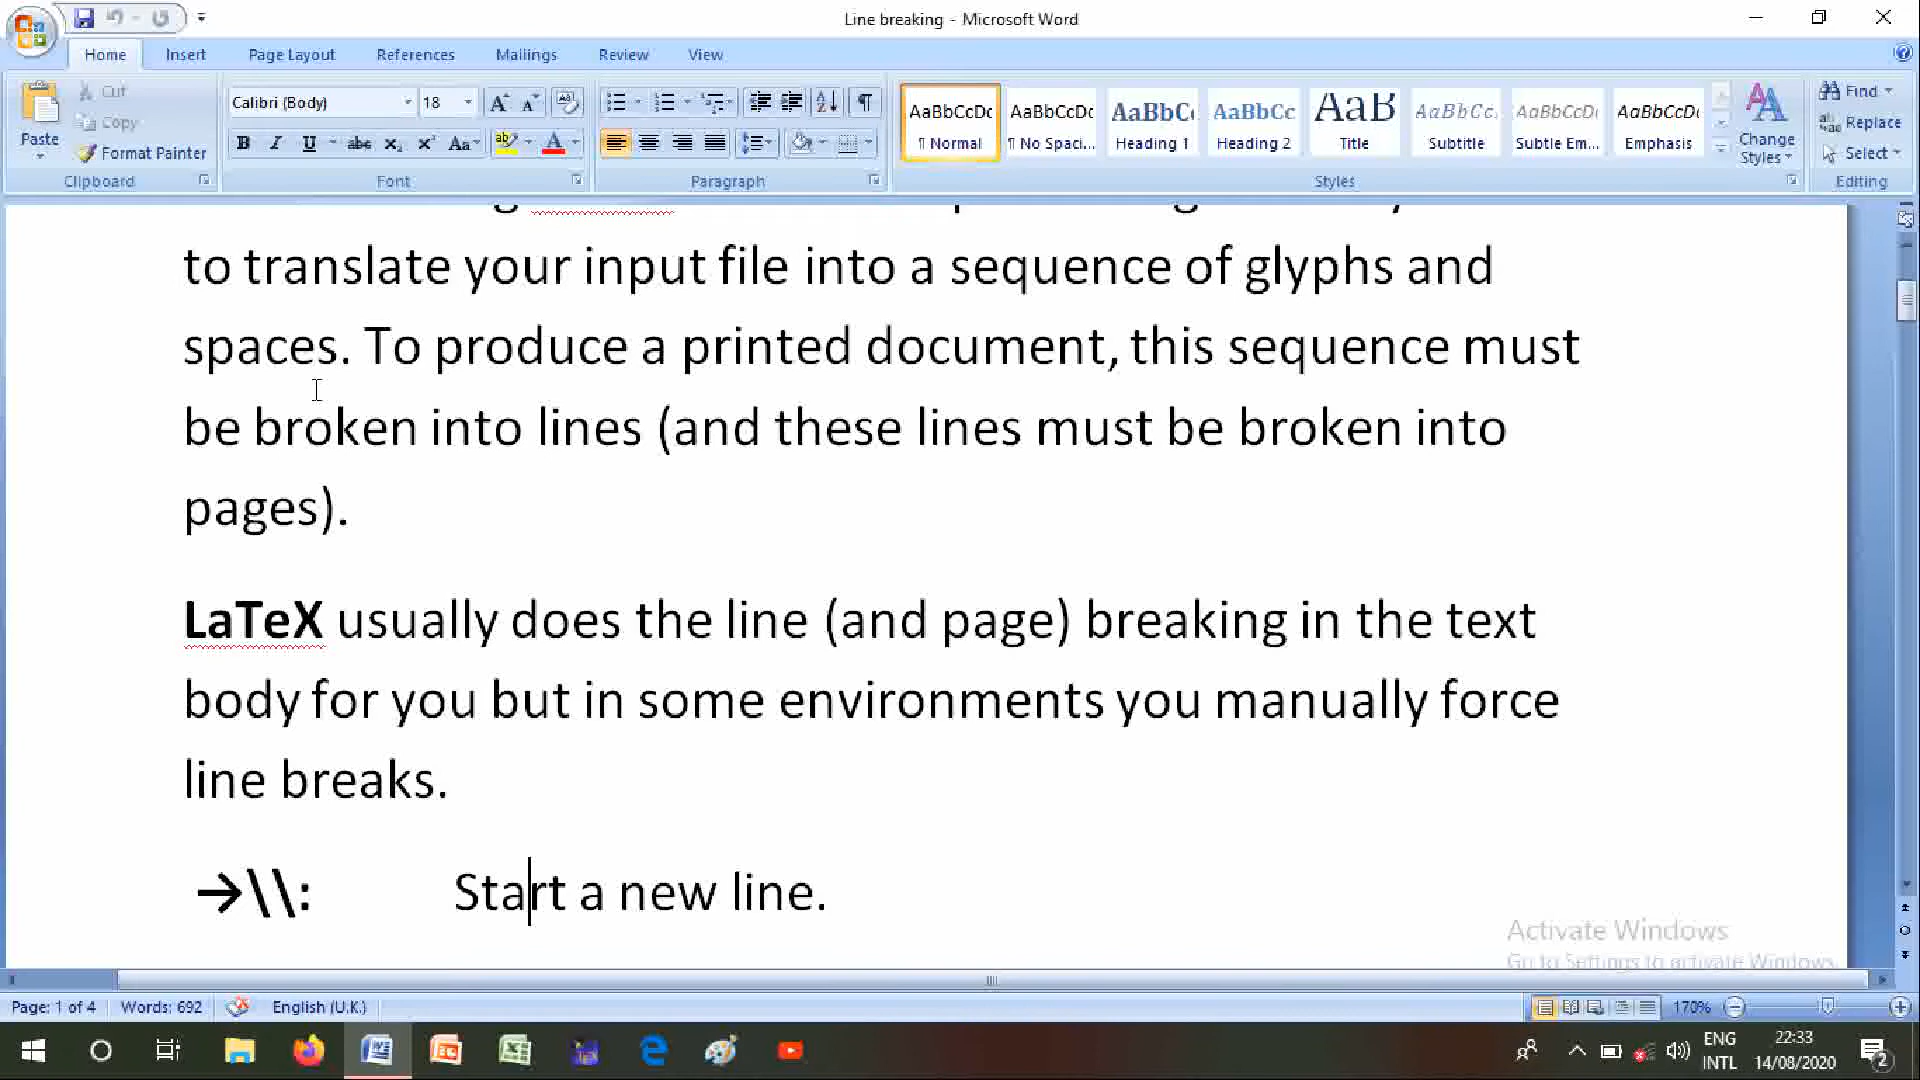 Line breaking - Microsoft Word
Home Insert Page Layout References Mailings Review View
Paste
Cut
Copy
Format Painter
Clipboard
Calibri (Body) 18
Font
Paragraph
AaBbCcDc AaBbCcDc AaBbC AaBbCc AaB AaBbCc. AaBbCcDt AaBbCcDt
¶ Normal ¶ No Spaci... Heading 1 Heading 2 Title Subtitle Subtle Em... Emphasis
Change Styles
Styles
Find
Replace
Select
Editing
to translate your input file into a sequence of glyphs and
spaces. To produce a printed document, this sequence must
be broken into lines (and these lines must be broken into
pages).
LaTeX usually does the line (and page) breaking in the text
body for you but in some environments you manually force
line breaks.
→\\: Start a new line.
Activate Windows
Go to Settings to activate Windows.
Page: 1 of 4 Words: 692 English (U.K.) 170%
ENG 22:33
INTL 14/08/2020 2